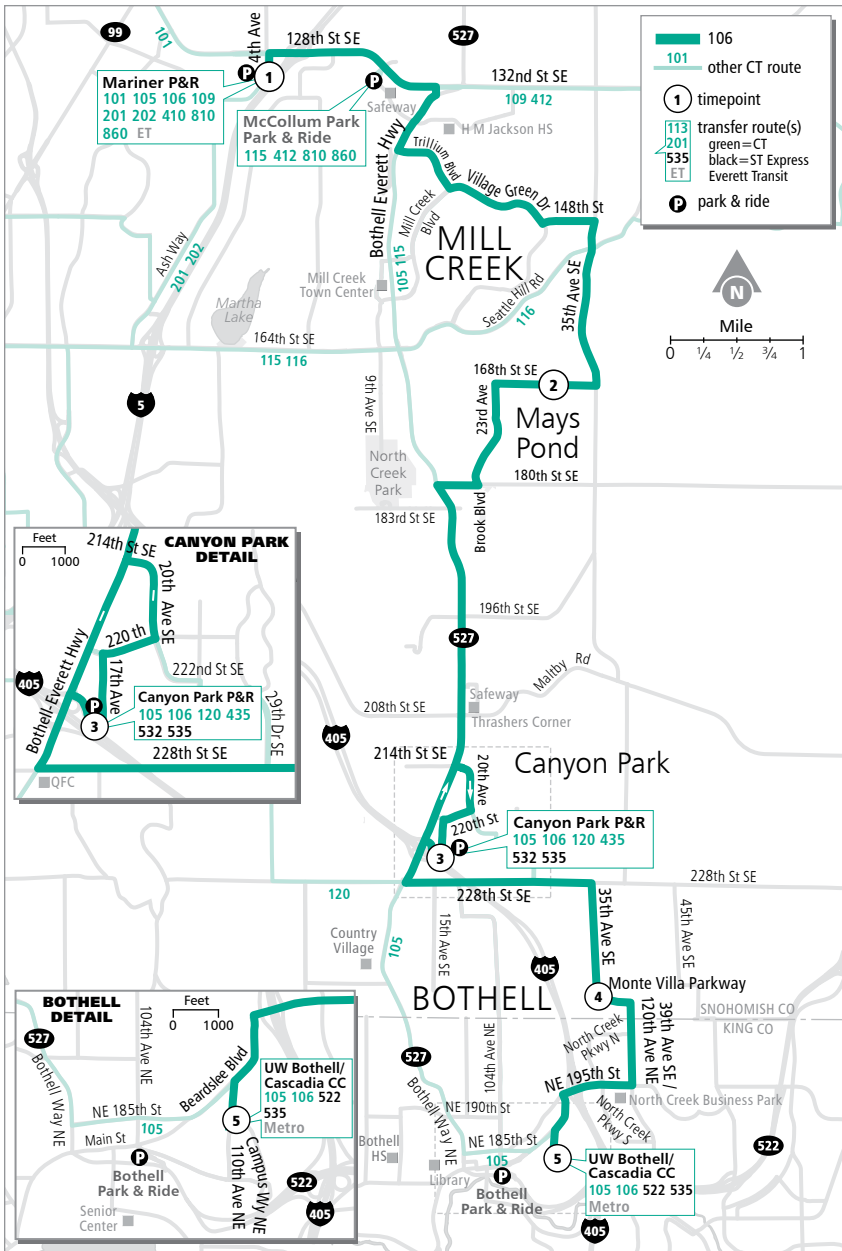 99
101
4th Ave
128th St SE
527
132nd St SE
109 412
P
1
Mariner P&R
101 105 106 109
201 202 410 810
860 ET
P
Safeway
McCollum Park
Park & Ride
115 412 810 860
H M Jackson HS
106
101
other CT route
1
timepoint
113
201
535
ET
transfer route(s)
green=CT
black=ST Express
Everett Transit
P
park & ride
N
Mile
0 ¼ ½ ¾ 1
Bothell Everett Hwy
Trillium Blvd
Village Green Dr
148th St
Mill Creek
Blvd
MILL
CREEK
105 115
Ash Way
201 202
Mill Creek
Town Center
Martha
Lake
Seattle Hill Rd
116
35th Ave SE
164th St SE
115 116
5
9th Ave SE
168th St SE
2
23rd Ave
Mays
Pond
North
Creek
Park
180th St SE
183rd St SE
Brook Blvd
196th St SE
527
Maltby Rd
Safeway
208th St SE
Thrashers Corner
405
214th St SE
20th Ave
Canyon Park
220th St
3
P
Canyon Park P&R
105 106 120 435
532 535
Feet
0 1000
CANYON PARK
DETAIL
214th St SE
20th Ave SE
220 th
17th Ave
222nd St SE
29th Dr SE
Bothell-Everett Hwy
405
P
3
Canyon Park P&R
105 106 120 435
532 535
228th St SE
QFC
120
228th St SE
228th St SE
105
Country
Village
15th Ave SE
35th Ave SE
45th Ave SE
405
BOTHELL
4
Monte Villa Parkway
SNOHOMISH CO
KING CO
39th Ave SE /
120th Ave NE
North Creek
Pkwy N
104th Ave NE
527
Bothell Way NE
NE 195th St
North Creek Business Park
North Creek
Pkwy S
NE 190th St
NE 185th St
105
Bothell
HS
Library
P
Bothell
Park & Ride
5
UW Bothell/
Cascadia CC
105 106 522 535
Metro
522
405
BOTHELL
DETAIL
104th Ave NE
Feet
0 1000
527
Bothell Way NE
Beardslee Blvd
NE 185th St
105
Main St
P
Bothell
Park & Ride
Senior
Center
5
UW Bothell/
Cascadia CC
105 106 522
535
Metro
Campus Wy NE
110th Ave NE
522
405